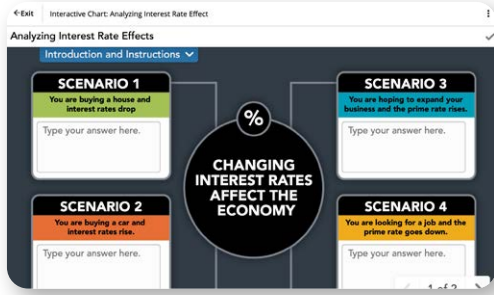 Exit
Interactive Chart: Analyzing Interest Rate Effect
Analyzing Interest Rate Effects
Introduction and Instructions
SCENARIO 1
You are buying a house and
interest rates drop
Type your answer here.
SCENARIO 2
You are buying a car and
interest rates rise.
Type your answer here.
%
CHANGING
INTEREST RATES
AFFECT THE
ECONOMY
SCENARIO 3
You are hoping to expand your
business and the prime rate rises.
Type your answer here.
SCENARIO 4
You are looking for a job and the
prime rate goes down.
Type your answer here.